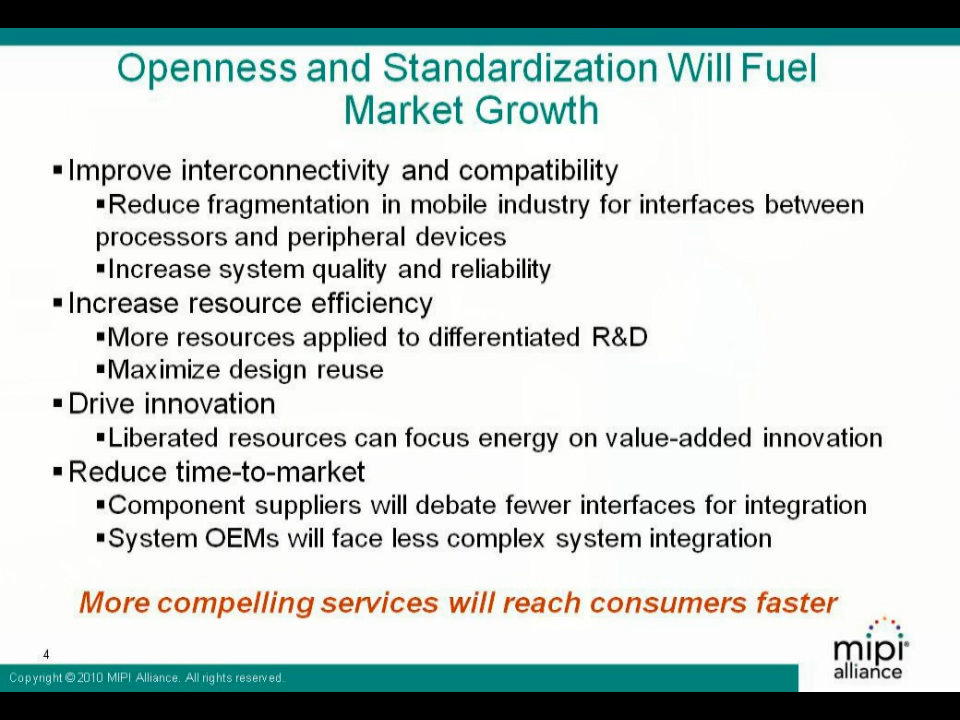 Openness and Standardization Will Fuel
Market Growth
▪Improve interconnectivity and compatibility
▪Reduce fragmentation in mobile industry for interfaces between
processors and peripheral devices
▪Increase system quality and reliability
▪Increase resource efficiency
▪More resources applied to differentiated R&D
▪Maximize design reuse
▪Drive innovation
▪Liberated resources can focus energy on value-added innovation
▪Reduce time-to-market
▪Component suppliers will debate fewer interfaces for integration
▪System OEMs will face less complex system integration
More compelling services will reach consumers faster
4
mipi®
alliance
Copyright © 2010 MIPI Alliance. All rights reserved.